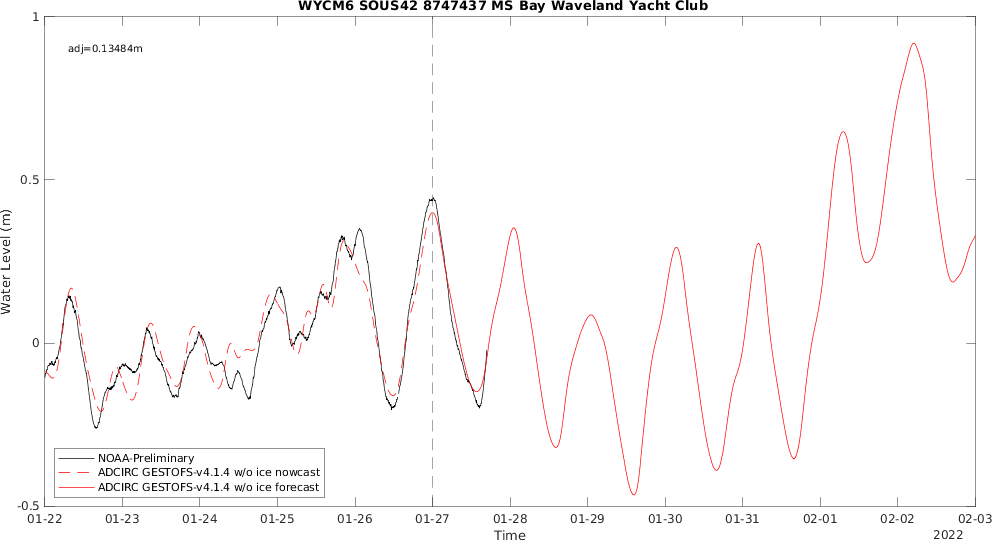 WYCM6 SOUS42 8747437 MS Bay Waveland Yacht Club
adj=0.13484m
1
0.5
0
-0.5
Water Level (m)
NOAA-Preliminary
ADCIRC GESTOFS-v4.1.4 w/o ice nowcast
ADCIRC GESTOFS-v4.1.4 w/o ice forecast
01-22 01-23 01-24 01-25 01-26 01-27 01-28 01-29 01-30 01-31 02-01 02-02 02-03
Time
2022